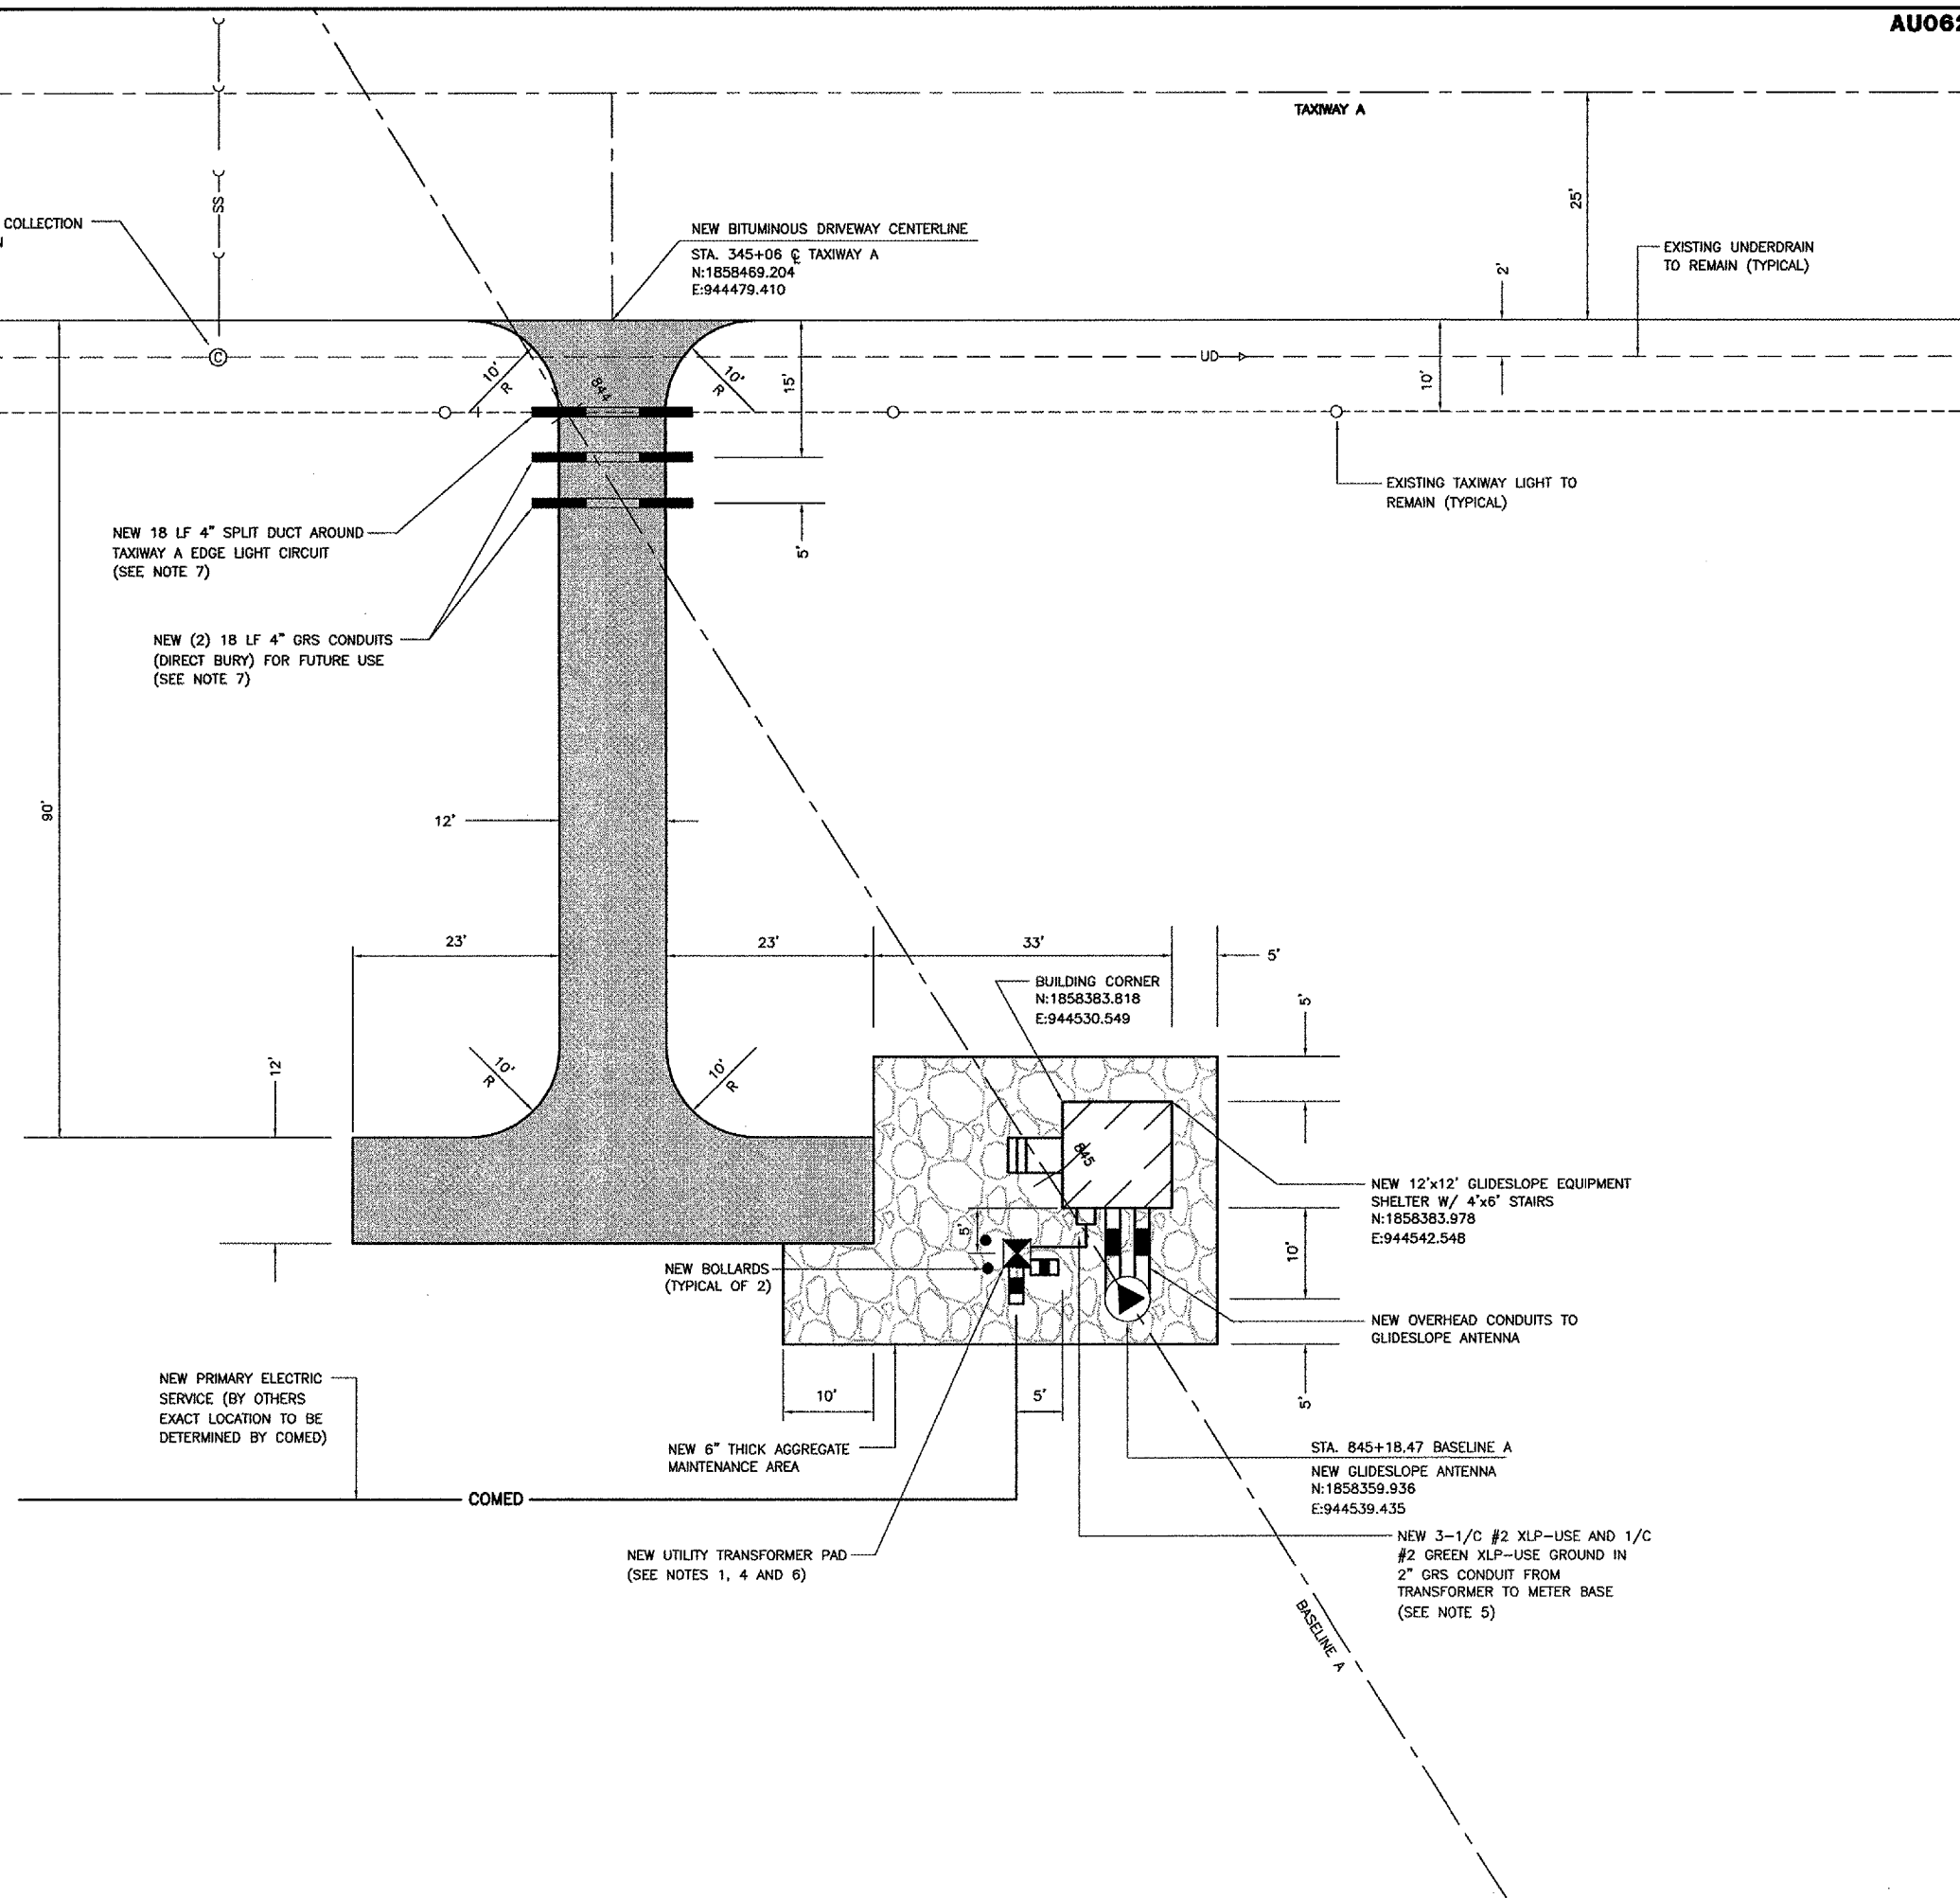 AU062
TAXIWAY A
25'
SS
COLLECTION
NEW BITUMINOUS DRIVEWAY CENTERLINE
STA. 345+06 ℄ TAXIWAY A
N:1858469.204
E:944479.410
EXISTING UNDERDRAIN
TO REMAIN (TYPICAL)
2'
C
UD
10'
R
844
10'
R
15'
10'
EXISTING TAXIWAY LIGHT TO
REMAIN (TYPICAL)
NEW 18 LF 4" SPLIT DUCT AROUND
TAXIWAY A EDGE LIGHT CIRCUIT
(SEE NOTE 7)
5'
NEW (2) 18 LF 4" GRS CONDUITS
(DIRECT BURY) FOR FUTURE USE
(SEE NOTE 7)
90'
12'
23'
23'
33'
5'
BUILDING CORNER
N:1858383.818
E:944530.549
5'
12'
10'
R
10'
R
845
NEW 12'x12' GLIDESLOPE EQUIPMENT
SHELTER W/ 4'x6' STAIRS
N:1858383.978
E:944542.548
5'
10'
NEW BOLLARDS
(TYPICAL OF 2)
NEW OVERHEAD CONDUITS TO
GLIDESLOPE ANTENNA
NEW PRIMARY ELECTRIC
SERVICE (BY OTHERS
EXACT LOCATION TO BE
DETERMINED BY COMED)
10'
5'
5'
NEW 6" THICK AGGREGATE
MAINTENANCE AREA
STA. 845+18.47 BASELINE A
NEW GLIDESLOPE ANTENNA
N:1858359.936
E:944539.435
COMED
NEW 3-1/C #2 XLP-USE AND 1/C
#2 GREEN XLP-USE GROUND IN
2" GRS CONDUIT FROM
TRANSFORMER TO METER BASE
(SEE NOTE 5)
NEW UTILITY TRANSFORMER PAD
(SEE NOTES 1, 4 AND 6)
BASELINE A